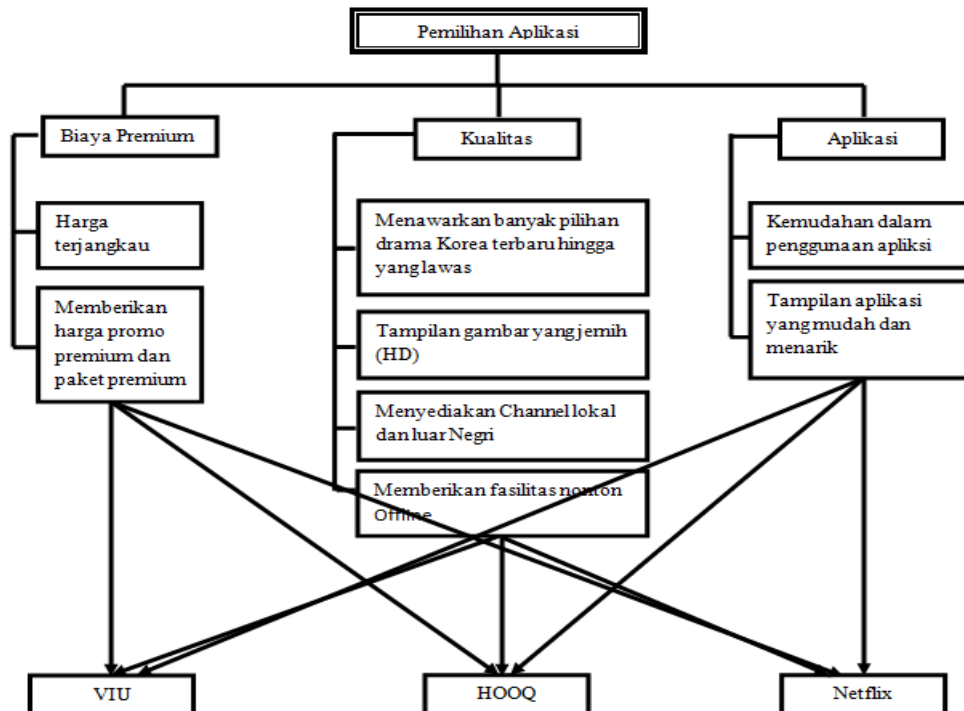 Pemilihan Aplikasi
Biaya Premium
Kualitas
Aplikasi
Harga
terjangkau
Menawarkan banyak pilihan
drama Korea terbaru hingga
yang lawas
Kemudahan dalam
penggunaan apliksi
Memberikan
harga promo
premium dan
paket premium
Tampilan gambar yang jernih
(HD)
Tampilan aplikasi
yang mudah dan
menarik
Menyediakan Channel lokal
dan luar Negri
Memberikan fasilitas nonton
Offline
VIU
HOOQ
Netflix